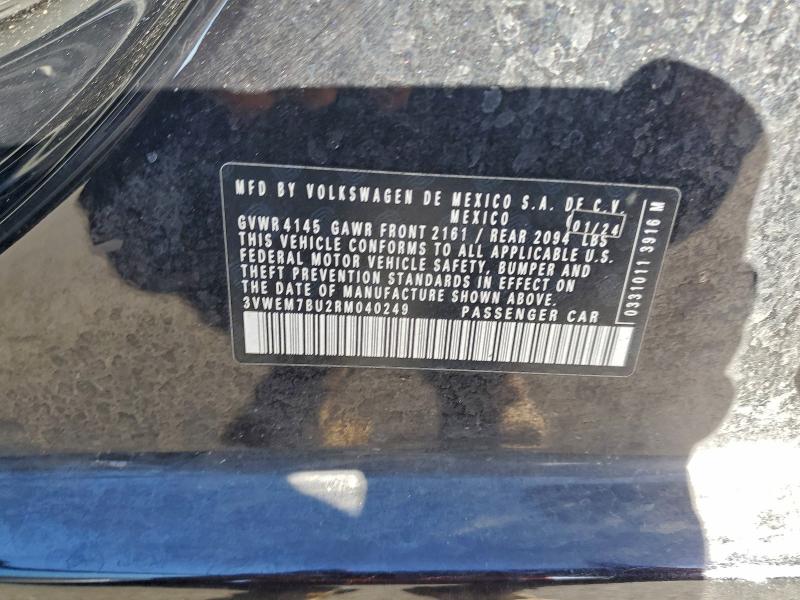 MFD BY VOLKSWAGEN DE MEXICO S.A. DE C.V.
MEXICO 01/24
GVWR 4145 GAWR FRONT 2161 / REAR 2094 LBS
THIS VEHICLE CONFORMS TO ALL APPLICABLE U.S.
FEDERAL MOTOR VEHICLE SAFETY, BUMPER AND
THEFT PREVENTION STANDARDS IN EFFECT ON
THE DATE OF MANUFACTURE SHOWN ABOVE.
3VWEM7BU2RM040249 PASSENGER CAR
0331011 3916 M